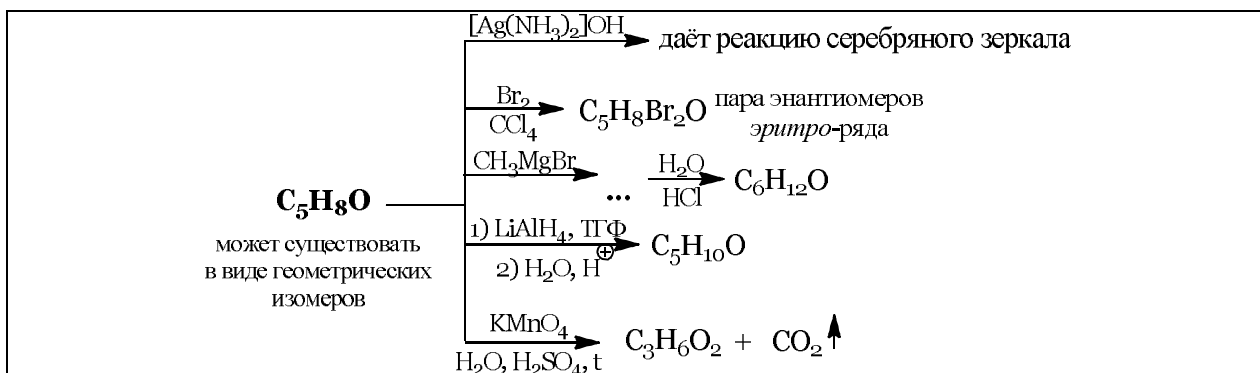 [Ag(NH₃)₂]OH
даёт реакцию серебряного зеркала
Br₂
CCl₄
C₅H₈Br₂O
пара энантиомеров
эритро-ряда
CH₃MgBr
...
H₂O
HCl
C₆H₁₂O
C₅H₈O
может существовать
в виде геометрических
изомеров
1) LiAlH₄, ТГФ
2) H₂O, H⊕
C₅H₁₀O
KMnO₄
H₂O, H₂SO₄, t
C₃H₆O₂ + CO₂↑